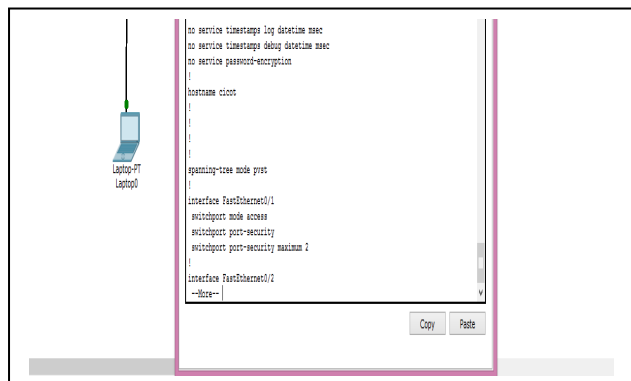 no service timestamps log datetime msec
no service timestamps debug datetime msec
no service password-encryption
!
hostname cicot
!
!
!
!
spanning-tree mode pvst
!
interface FastEthernet0/1
switchport mode access
switchport port-security
switchport port-security maximum 2
!
interface FastEthernet0/2
--More--
Laptop-PT
Laptop0
Copy Paste